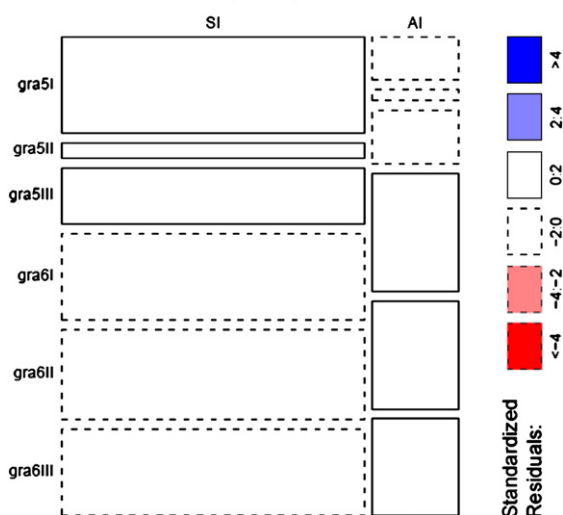 SI AI
gra5I
gra5II
gra5III
gra6I
gra6II
gra6III
>4
2:4
0:2
-2:0
-4:-2
<-4
Standardized
Residuals: